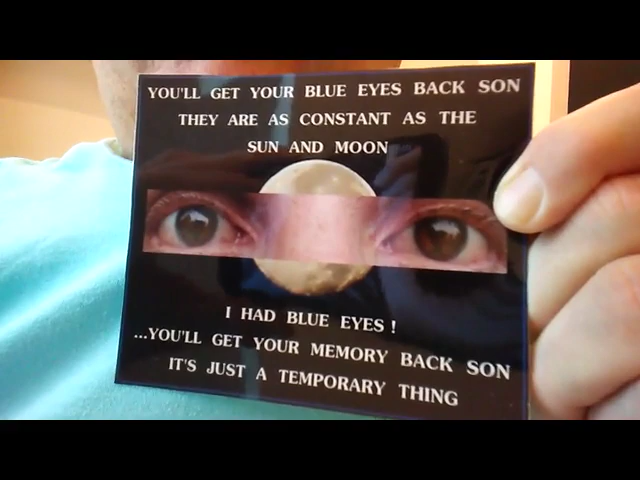 YOU'LL GET YOUR BLUE EYES BACK SON
THEY ARE AS CONSTANT AS THE
SUN AND MOON
I HAD BLUE EYES !
...YOU'LL GET YOUR MEMORY BACK SON
IT'S JUST A TEMPORARY THING